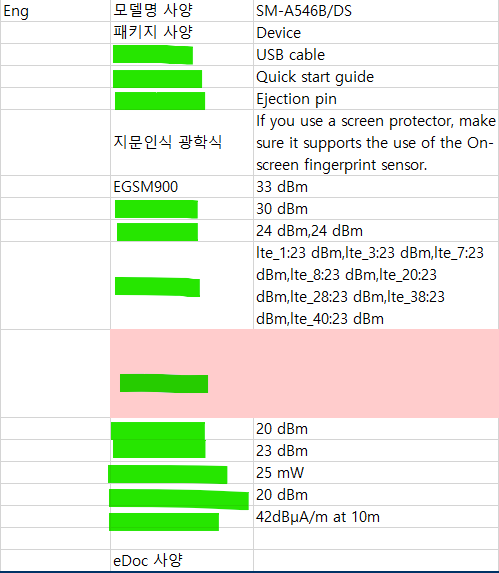 Eng 모델명 사양 SM-A546B/DS
패키지 사양 Device
USB cable
Quick start guide
Ejection pin
지문인식 광학식 If you use a screen protector, make
sure it supports the use of the On-
screen fingerprint sensor.
EGSM900 33 dBm
30 dBm
24 dBm,24 dBm
lte_1:23 dBm,lte_3:23 dBm,lte_7:23
dBm,lte_8:23 dBm,lte_20:23
dBm,lte_28:23 dBm,lte_38:23
dBm,lte_40:23 dBm
20 dBm
23 dBm
25 mW
20 dBm
42dBμA/m at 10m
eDoc 사양